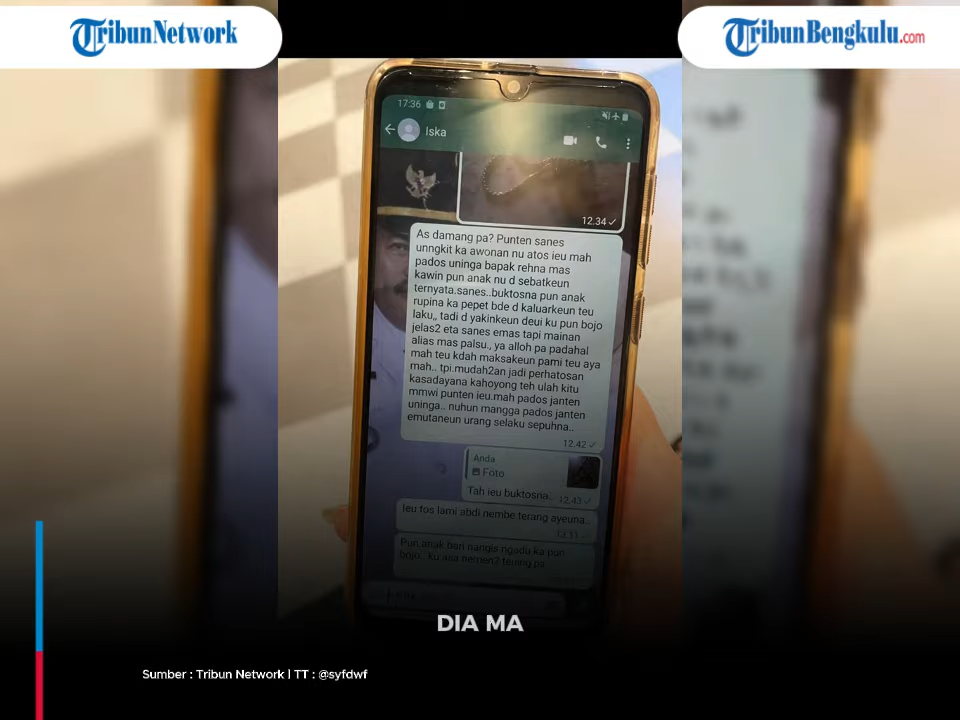 TribunNetwork
TribunBengkulu.com
17:36
Iska
12.34
As damang pa? Punten sanes
unngkit ka awonan nu atos ieu mah
pados uninga bapak rehna mas
kawin pun anak nu d sebatkeun
ternyata.sanes..buktosna pun anak
rupina ka pepet bde d kaluarkeun teu
laku,, tadi d yakinkeun deui ku pun bojo
jelas2 eta sanes emas tapi mainan
alias mas palsu., ya alloh pa padahal
mah teu kdah maksakeun pami teu aya
mah.. tpi.mudah2an jadi perhatosan
kasadayana kahoyong teh ulah kitu
mmwi punten ieu.mah pados janten
uninga.. nuhun mangga pados janten
emutaneun urang selaku sepuhna..
12.42
Anda
Foto
Tah ieu buktosna..
12.43
Ieu tos lami abdi nembe terang ayeuna..
Pun.anak bari nangis ngadu ka pun
bojo.. ku asa nemen2 teuing pa
DIA MA
Sumber : Tribun Network | TT : @syfdwf